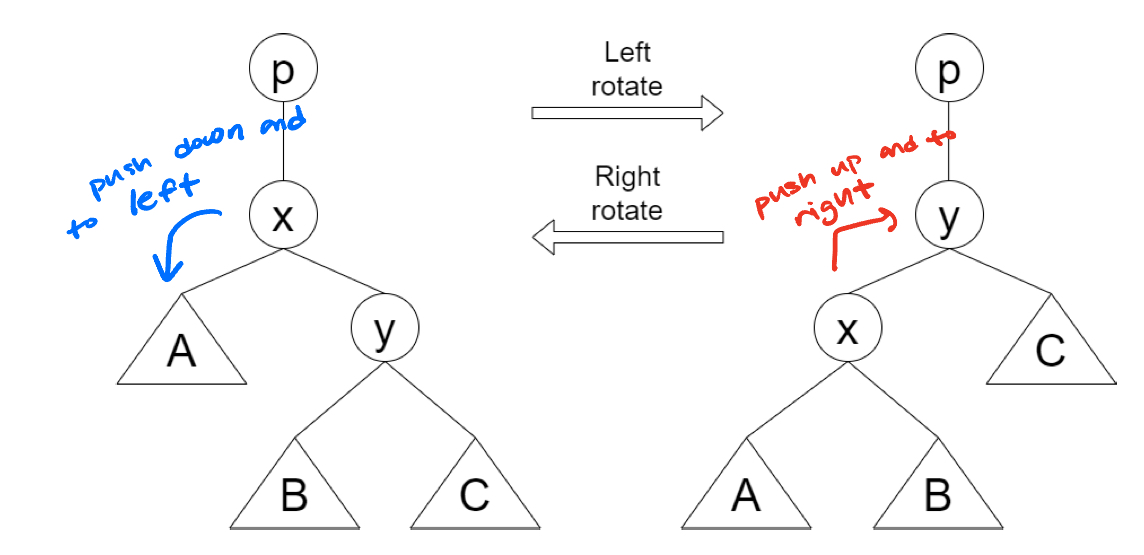 p
Left
rotate
p
push down and
to left
Right
rotate
push up and to
right
x
y
A
y
x
C
B
C
A
B